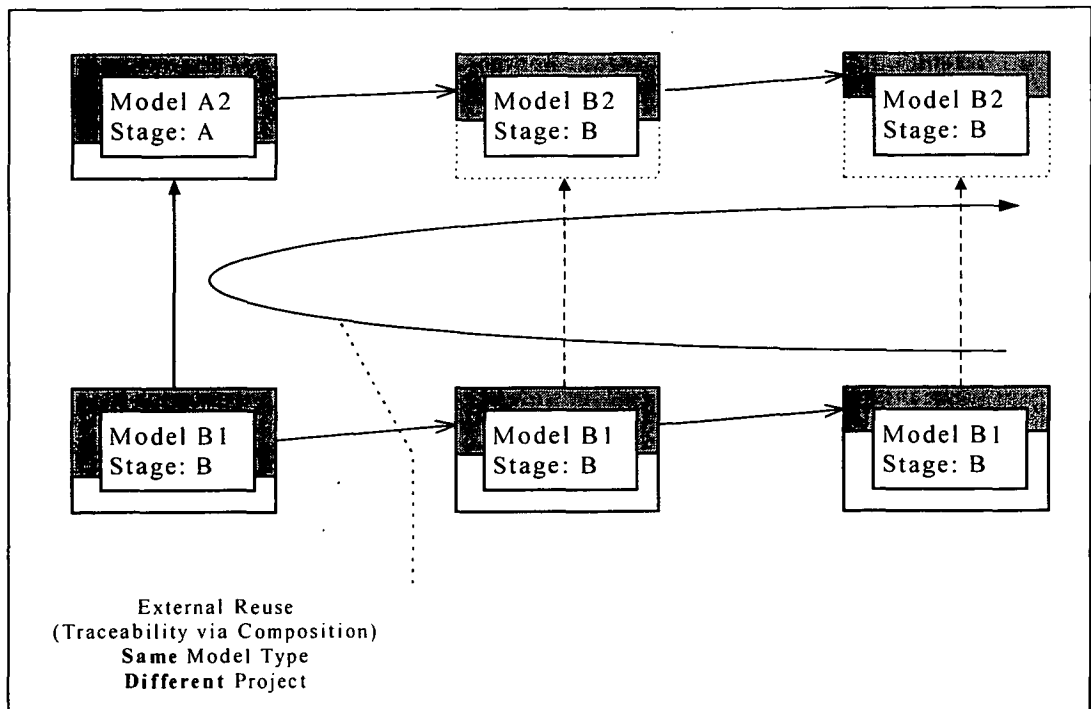 Model A2
Stage: A
Model B2
Stage: B
Model B2
Stage: B
Model B1
Stage: B
Model B1
Stage: B
Model B1
Stage: B
External Reuse
(Traceability via Composition)
Same Model Type
Different Project